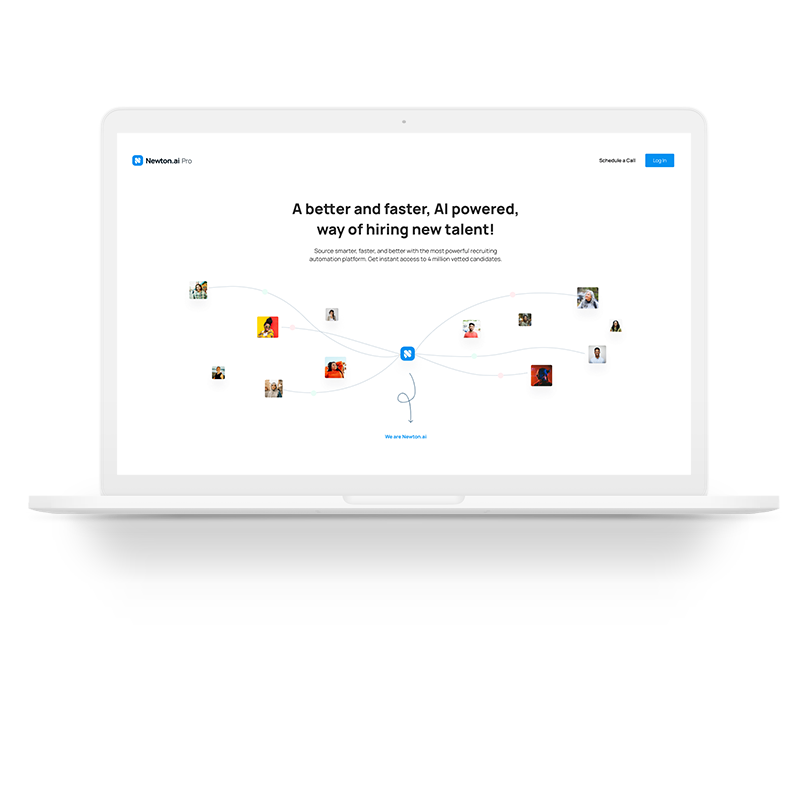 Newton.ai Pro
Schedule a Call
Log In
A better and faster, AI powered,
way of hiring new talent!
Source smarter, faster, and better with the most powerful recruiting
automation platform. Get instant access to 4 million vetted candidates.
We are Newton.ai